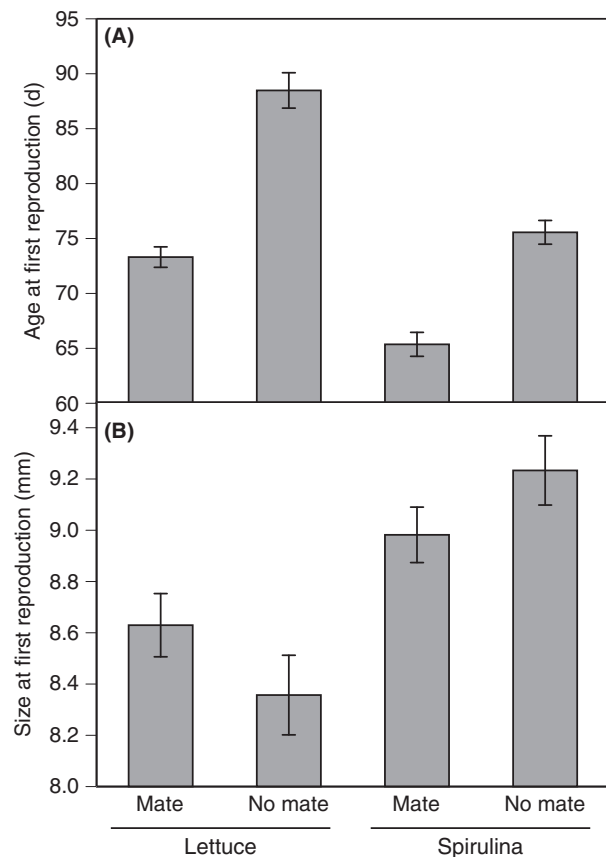 (A)
Age at first reproduction (d)
95
90
85
80
75
70
65
60
(B)
Size at first reproduction (mm)
9.4
9.2
9.0
8.8
8.6
8.4
8.2
8.0
Mate No mate Mate No mate
Lettuce Spirulina